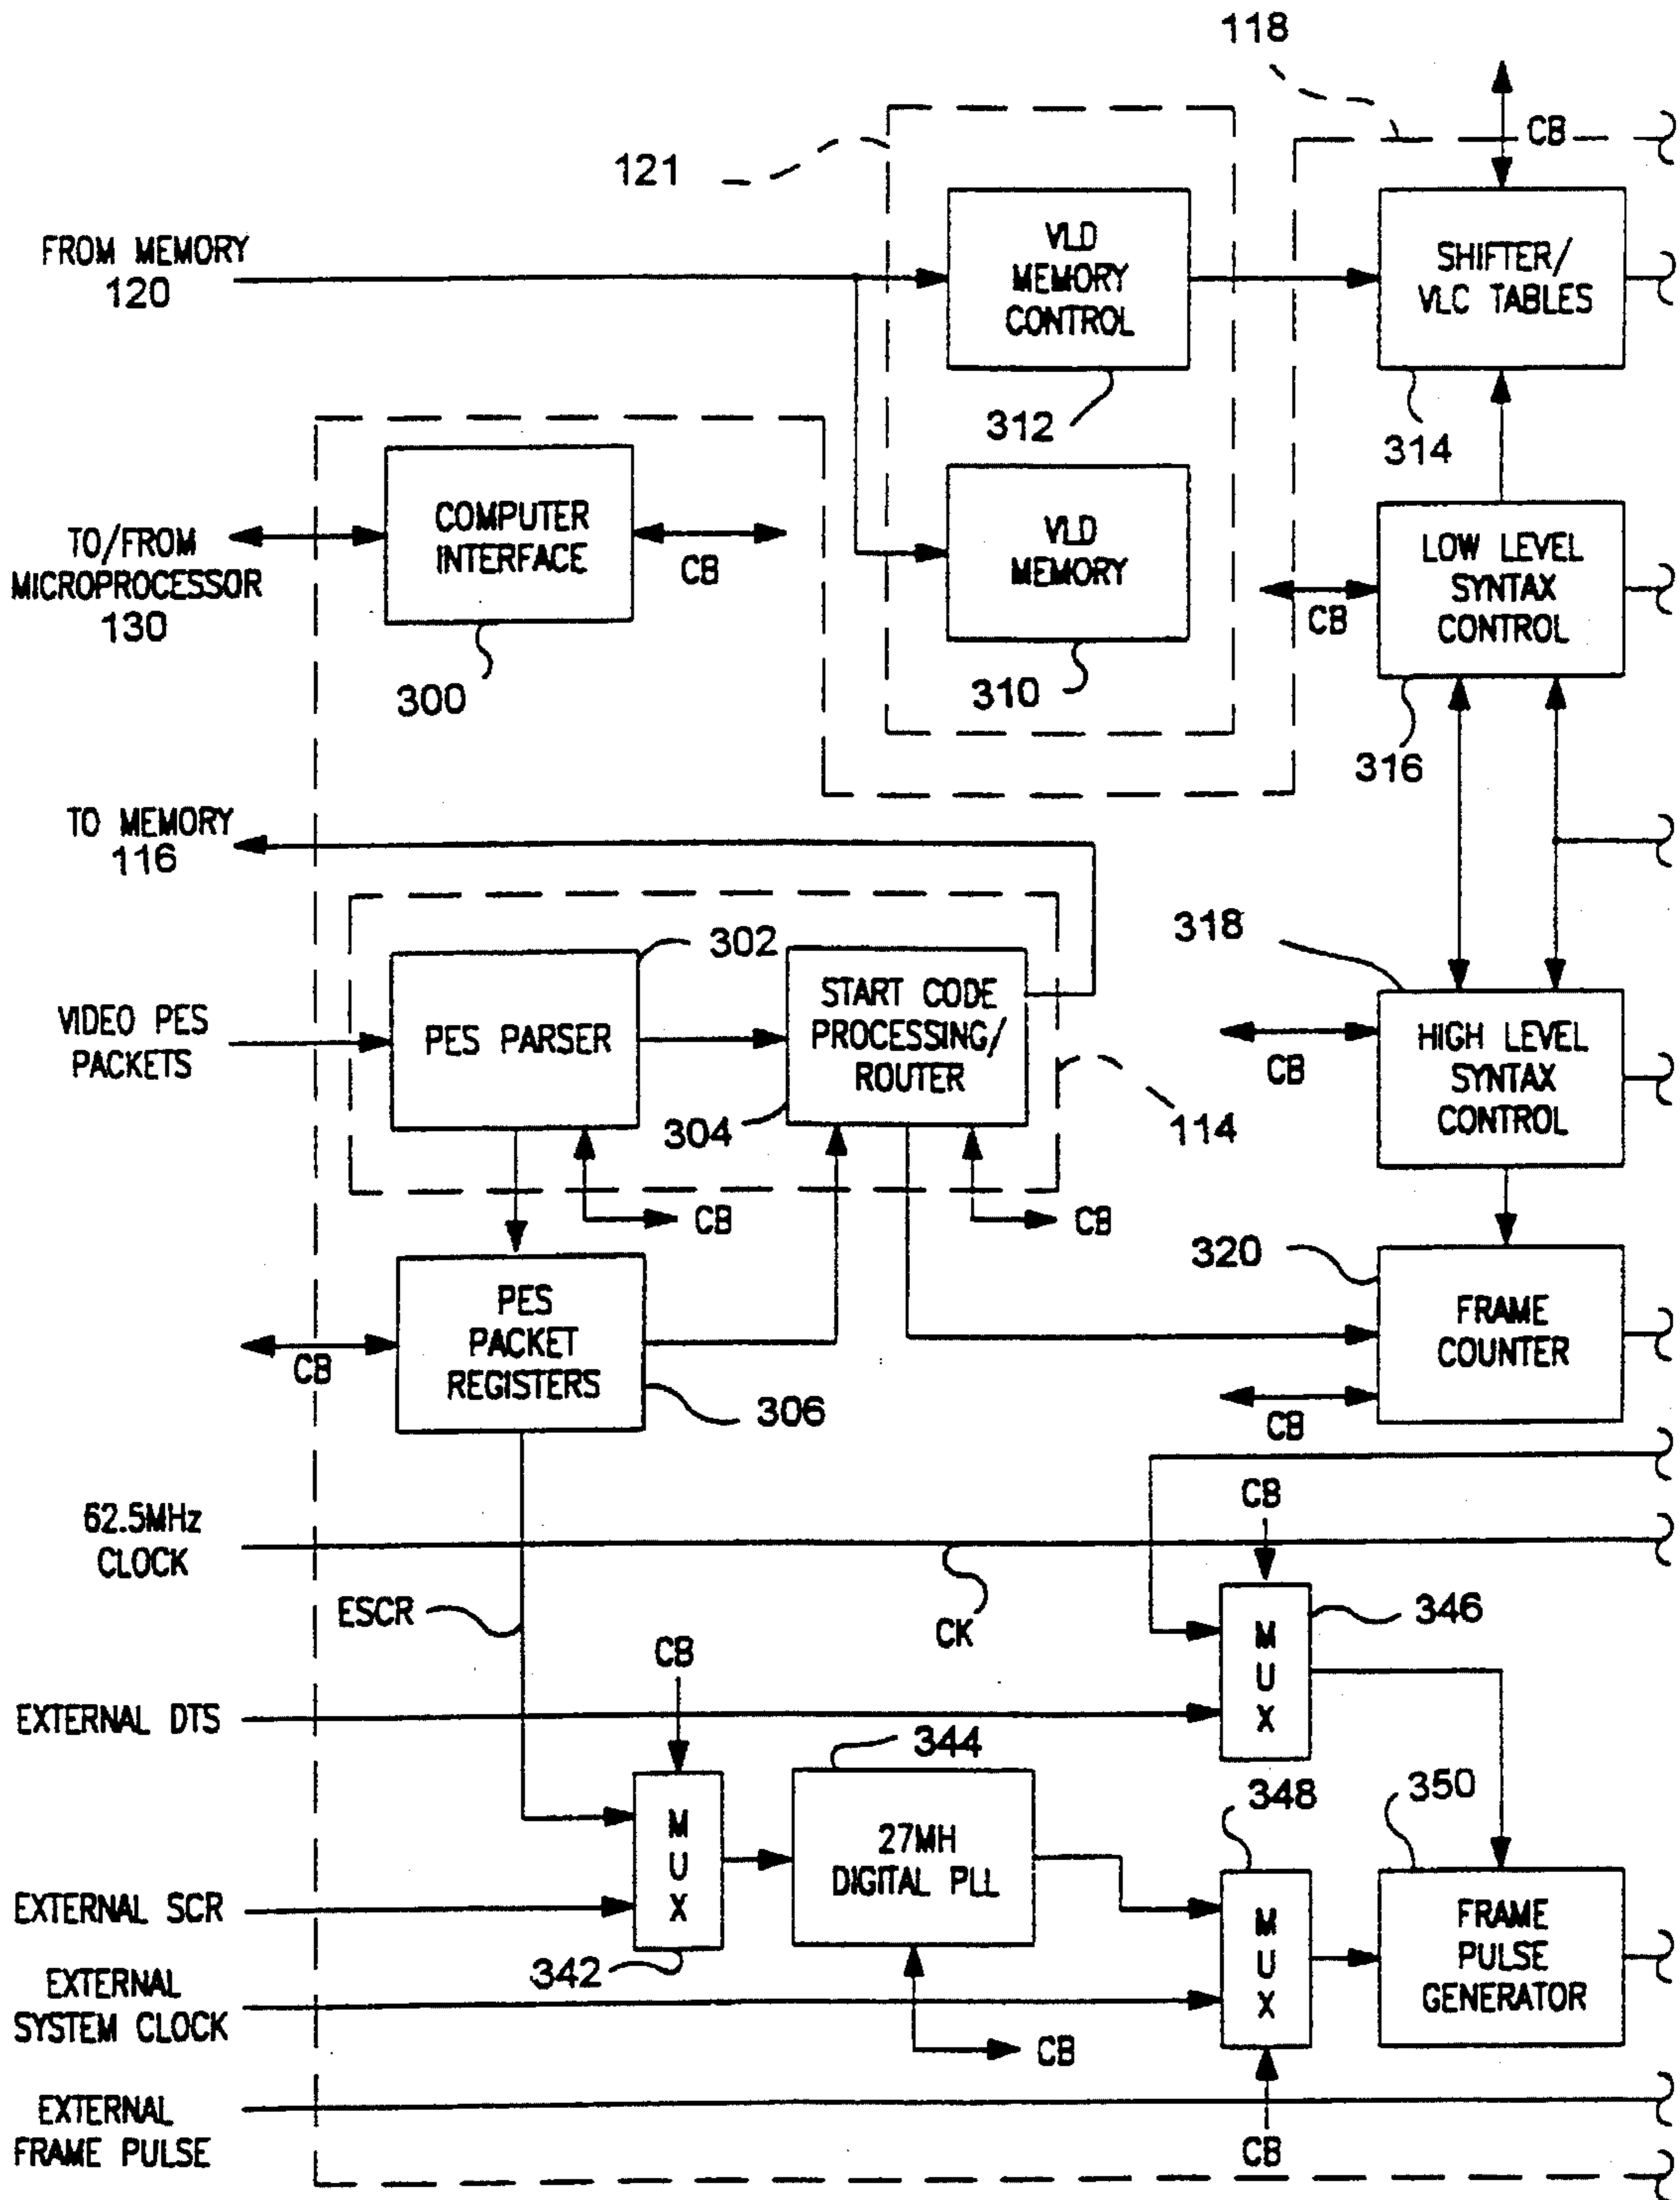 118
CB
121
FROM MEMORY
120
VLD
MEMORY
CONTROL
312
SHIFTER/
VLC TABLES
314
TO/FROM
MICROPROCESSOR
130
COMPUTER
INTERFACE
300
CB
VLD
MEMORY
310
CB
LOW LEVEL
SYNTAX
CONTROL
316
TO MEMORY
116
302
318
VIDEO PES
PACKETS
PES PARSER
START CODE
PROCESSING/
ROUTER
304
114
CB
HIGH LEVEL
SYNTAX
CONTROL
CB
CB
320
CB
PES
PACKET
REGISTERS
306
FRAME
COUNTER
CB
62.5MHz
CLOCK
CK
CB
ESCR
MUX
346
CB
EXTERNAL DTS
344
348
350
MUX
342
27MH
DIGITAL PLL
CB
EXTERNAL SCR
MUX
FRAME
PULSE
GENERATOR
EXTERNAL
SYSTEM CLOCK
CB
EXTERNAL
FRAME PULSE